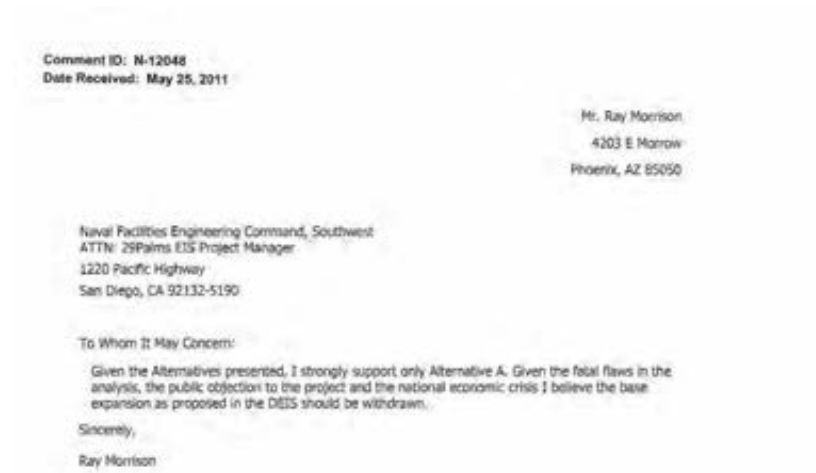 Comment ID: N-12048
Date Received: May 25, 2011
Mr. Ray Morrison
4203 E Morrow
Phoenix, AZ 85050
Naval Facilities Engineering Command, Southwest
ATTN: 29Palms EIS Project Manager
1220 Pacific Highway
San Diego, CA 92132-5190
To Whom It May Concern:
Given the Alternatives presented, I strongly support only Alternative A. Given the fatal flaws in the
analysis, the public objection to the project and the national economic crisis I believe the base
expansion as proposed in the DEIS should be withdrawn.
Sincerely,
Ray Morrison